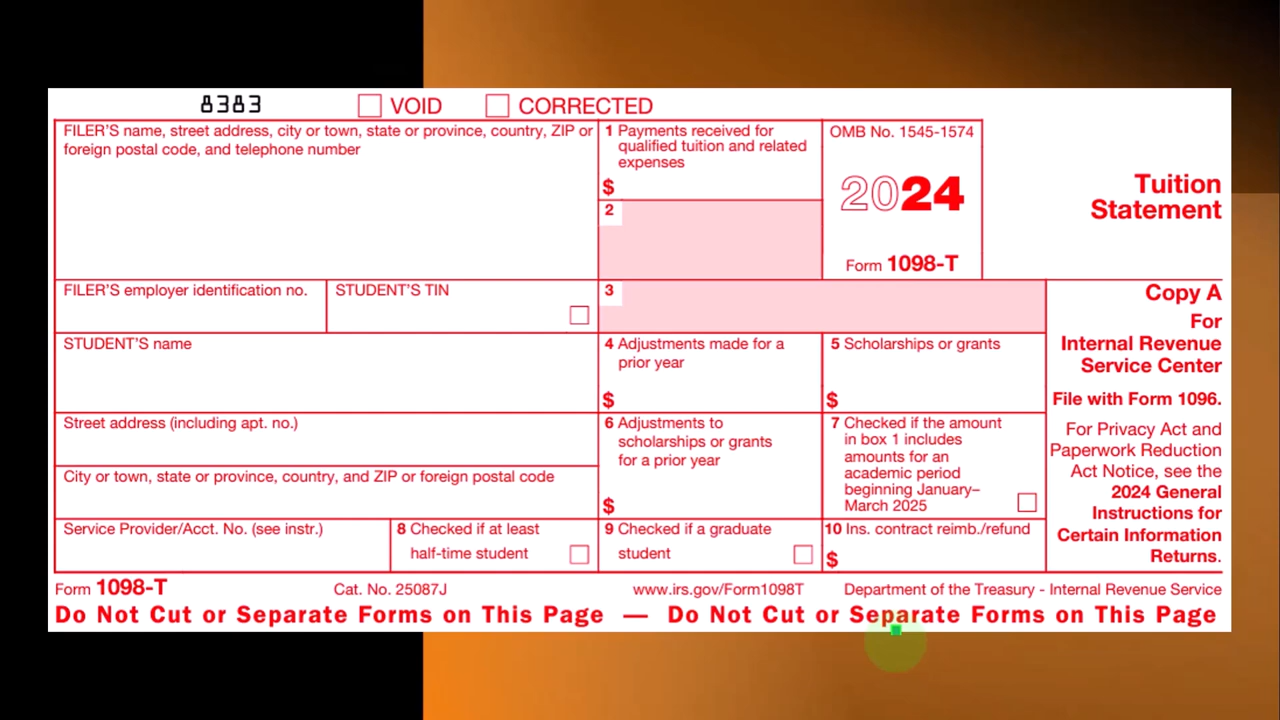 8383
VOID
CORRECTED
FILER'S name, street address, city or town, state or province, country, ZIP or
foreign postal code, and telephone number
1 Payments received for
qualified tuition and related
expenses
$
2
OMB No. 1545-1574
2024
Form 1098-T
Tuition
Statement
FILER'S employer identification no.
STUDENT'S TIN
3
Copy A
For
Internal Revenue
Service Center
File with Form 1096.
For Privacy Act and
Paperwork Reduction
Act Notice, see the
2024 General
Instructions for
Certain Information
Returns.
STUDENT'S name
4 Adjustments made for a
prior year
$
5 Scholarships or grants
$
Street address (including apt. no.)
City or town, state or province, country, and ZIP or foreign postal code
6 Adjustments to
scholarships or grants
for a prior year
$
7 Checked if the amount
in box 1 includes
amounts for an
academic period
beginning January–
March 2025
Service Provider/Acct. No. (see instr.)
8 Checked if at least
half-time student
9 Checked if a graduate
student
10 Ins. contract reimb./refund
$
Form 1098-T
Cat. No. 25087J
www.irs.gov/Form1098T
Department of the Treasury - Internal Revenue Service
Do Not Cut or Separate Forms on This Page — Do Not Cut or Separate Forms on This Page